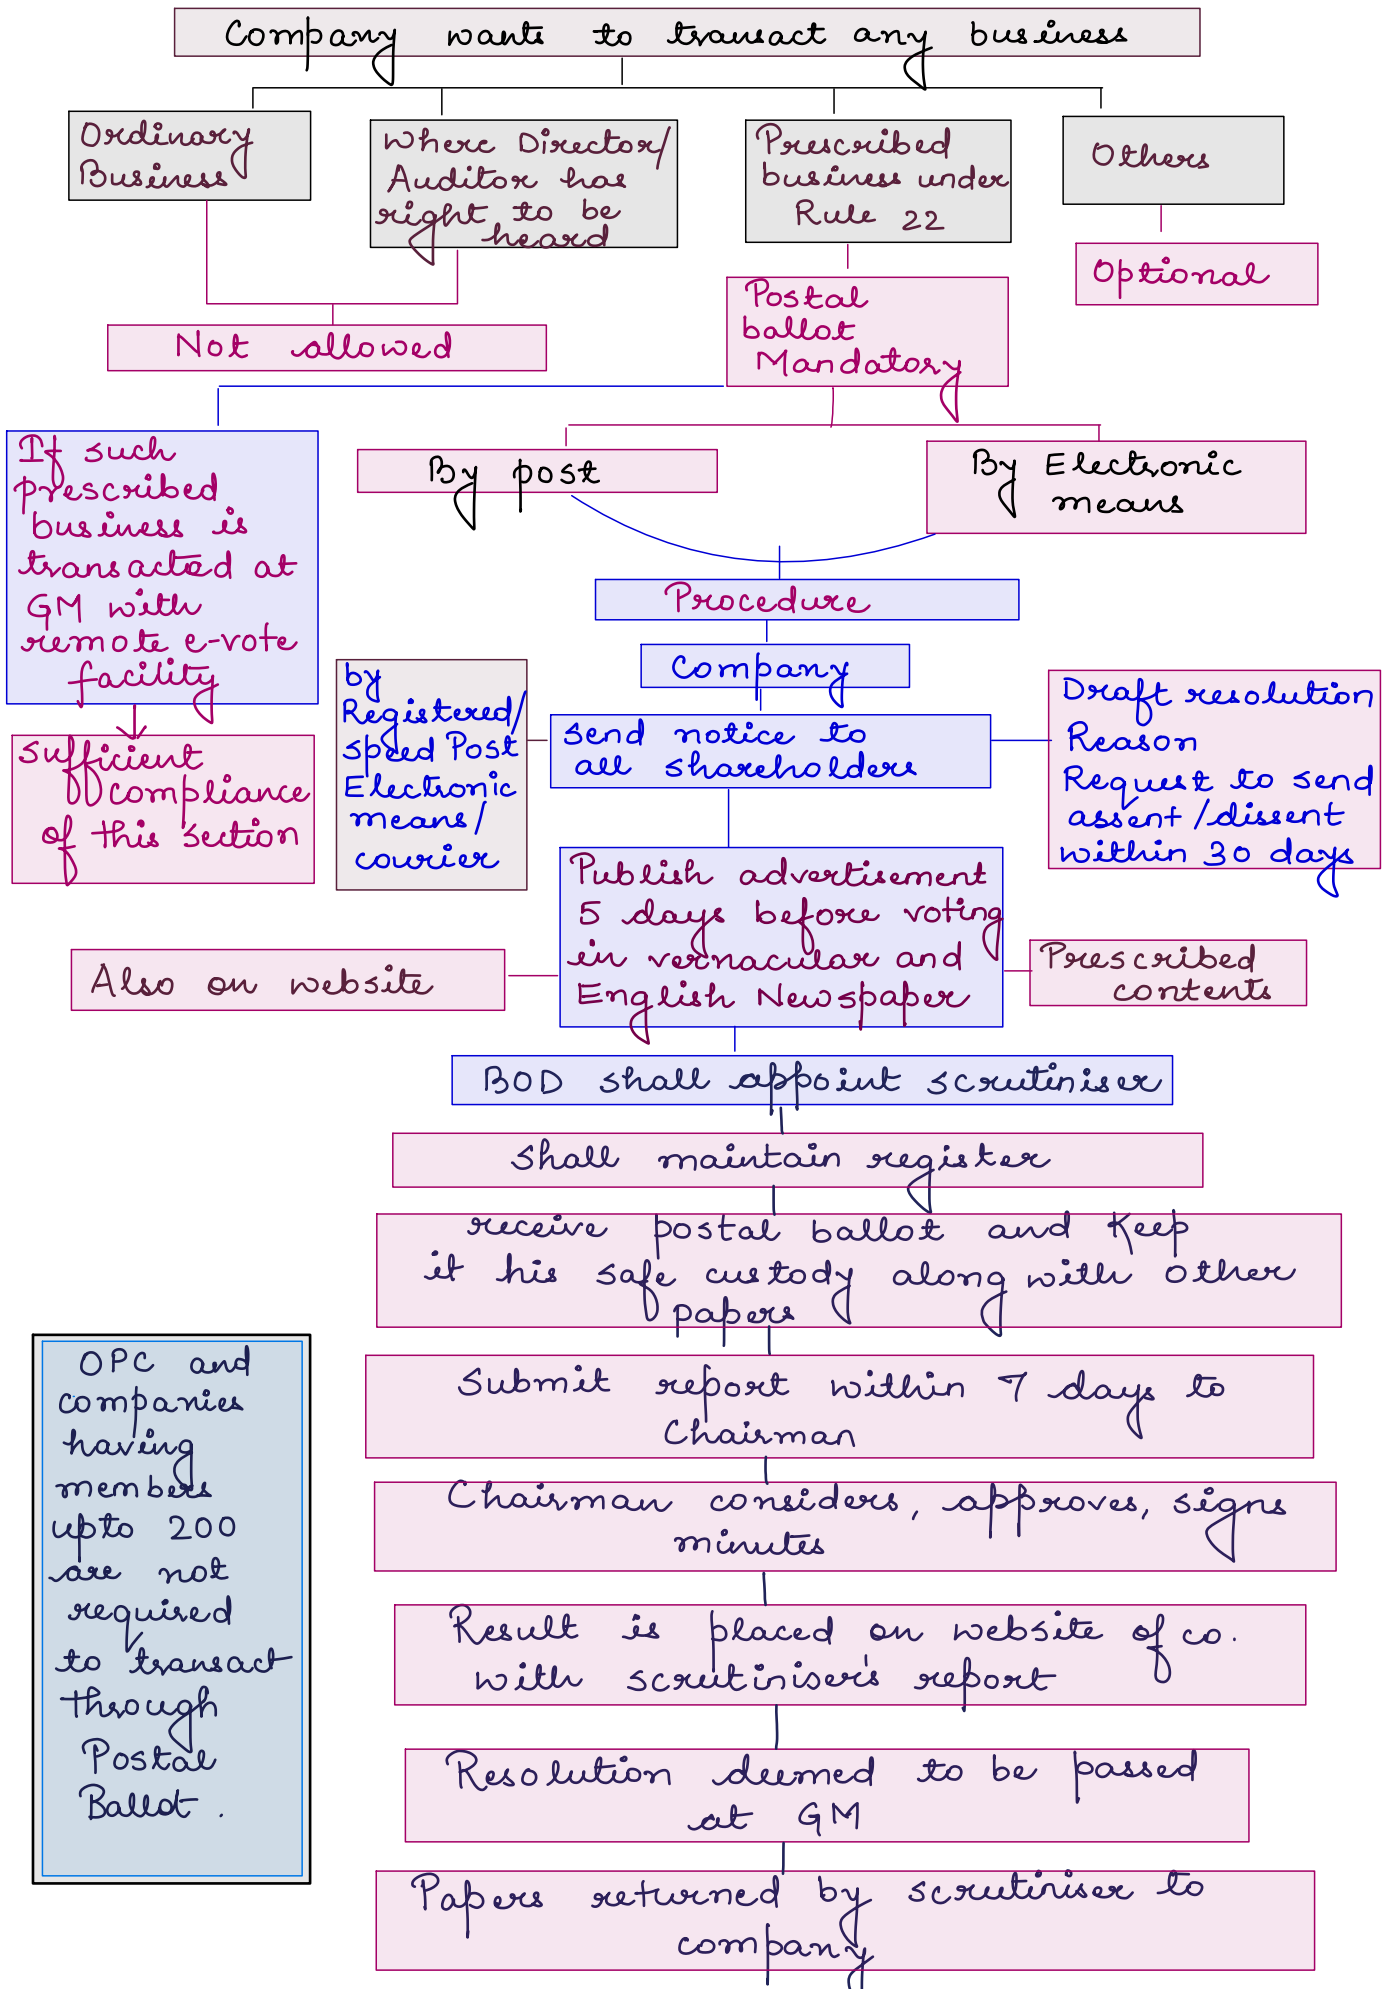 Company wants to transact any business
Ordinary
Business
Where Director/
Auditor has
right to be
heard
Prescribed
business under
Rule 22
Others
Optional
Not allowed
Postal
ballot
Mandatory
If such
prescribed
business is
transacted at
GM with
remote e-vote
facility
sufficient
compliance
of this section
By post
By Electronic
means
Procedure
Company
by
Registered/
speed Post
Electronic
means/
courier
send notice to
all shareholders
Draft resolution
Reason
Request to send
assent/dissent
within 30 days
Publish advertisement
5 days before voting
in vernacular and
English Newspaper
Also on website
Prescribed
contents
BOD shall appoint scrutiniser
Shall maintain register
receive postal ballot and keep
it his safe custody along with other
papers
Submit report within 7 days to
Chairman
Chairman considers, approves, signs
minutes
Result is placed on website of co.
with scrutiniser's report
Resolution deemed to be passed
at GM
Papers returned by scrutiniser to
company
OPC and
companies
having
members
upto 200
are not
required
to transact
through
Postal
Ballot.